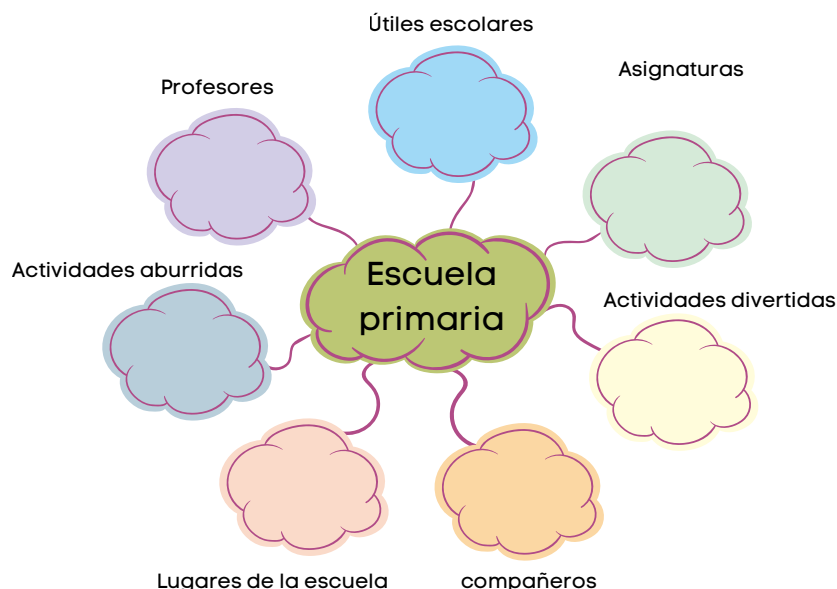 Útiles escolares
Asignaturas
Profesores
Actividades aburridas
Escuela
primaria
Actividades divertidas
Lugares de la escuela
compañeros